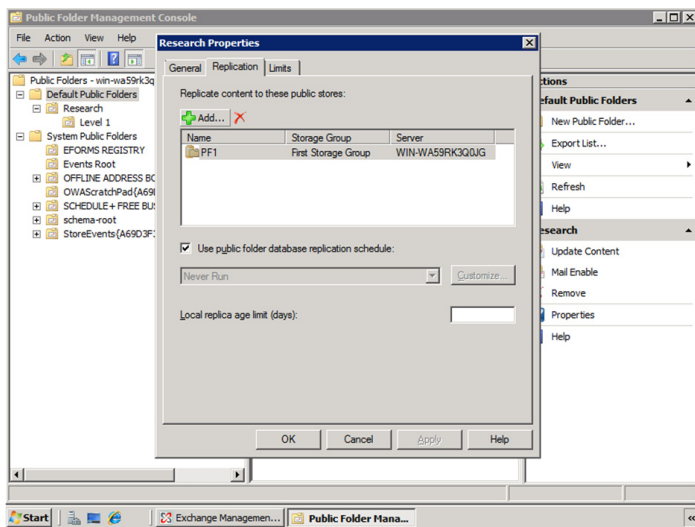 Public Folder Management Console
File Action View Help
Public Folders - win-wa59rk3q
Default Public Folders
Research
Level 1
System Public Folders
EFORMS REGISTRY
Events Root
OFFLINE ADDRESS BO
OWAScratchPad{A69
SCHEDULE+ FREE BU
schema-root
StoreEvents{A69D3F
Research Properties
General Replication Limits
Replicate content to these public stores:
Add...
Name Storage Group Server
PF1 First Storage Group WIN-WA59RK3Q0JG
Use public folder database replication schedule:
Never Run Customize...
Local replica age limit (days):
OK Cancel Apply Help
ctions
efault Public Folders
New Public Folder...
Export List...
View
Refresh
Help
esearch
Update Content
Mail Enable
Remove
Properties
Help
Start Exchange Managemen... Public Folder Mana...